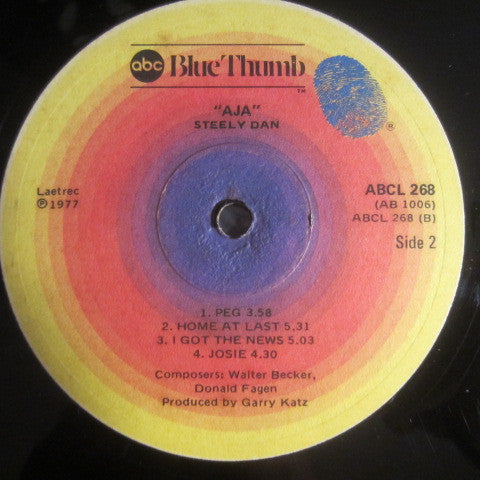 abc Blue Thumb ™
®
"AJA"
STEELY DAN
Laetrec
℗ 1977
ABCL 268
(AB 1006)
ABCL 268 (B)
Side 2
1. PEG 3.58
2. HOME AT LAST 5.31
3. I GOT THE NEWS 5.03
4. JOSIE 4.30
Composers: Walter Becker,
Donald Fagen
Produced by Garry Katz